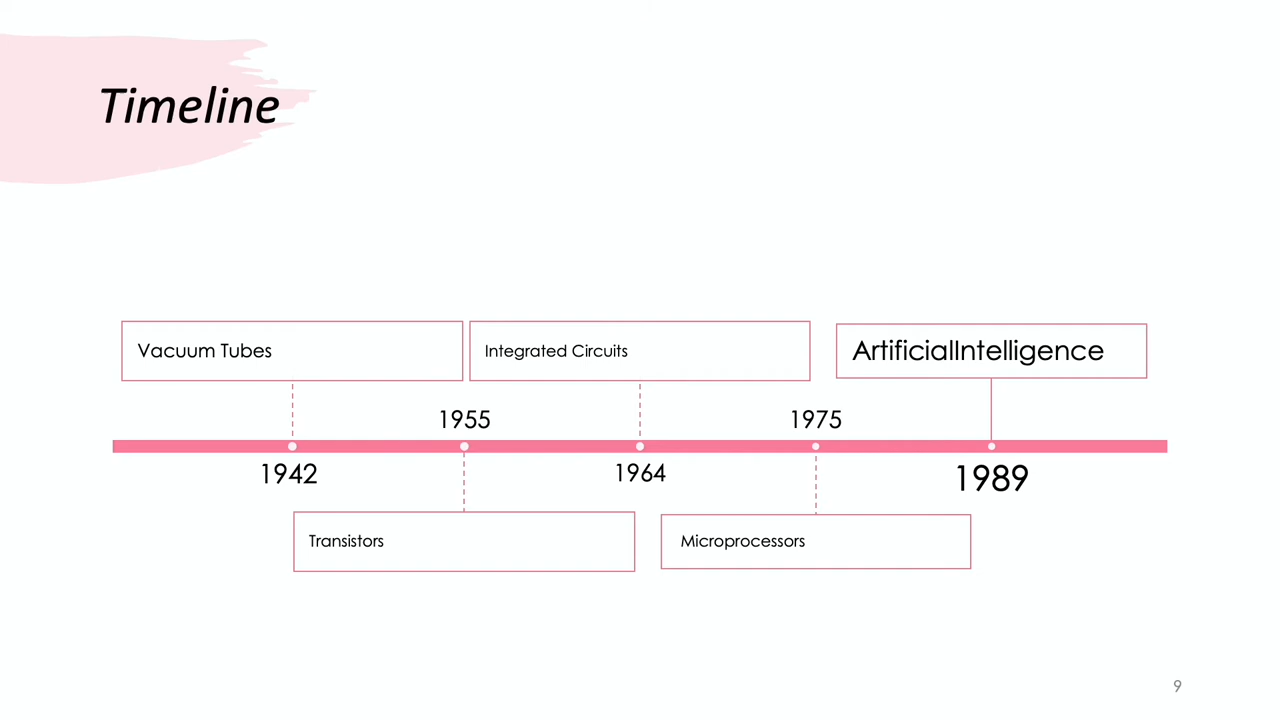 Timeline
Vacuum Tubes
Integrated Circuits
ArtificialIntelligence
1955
1975
1942
1964
1989
Transistors
Microprocessors
9